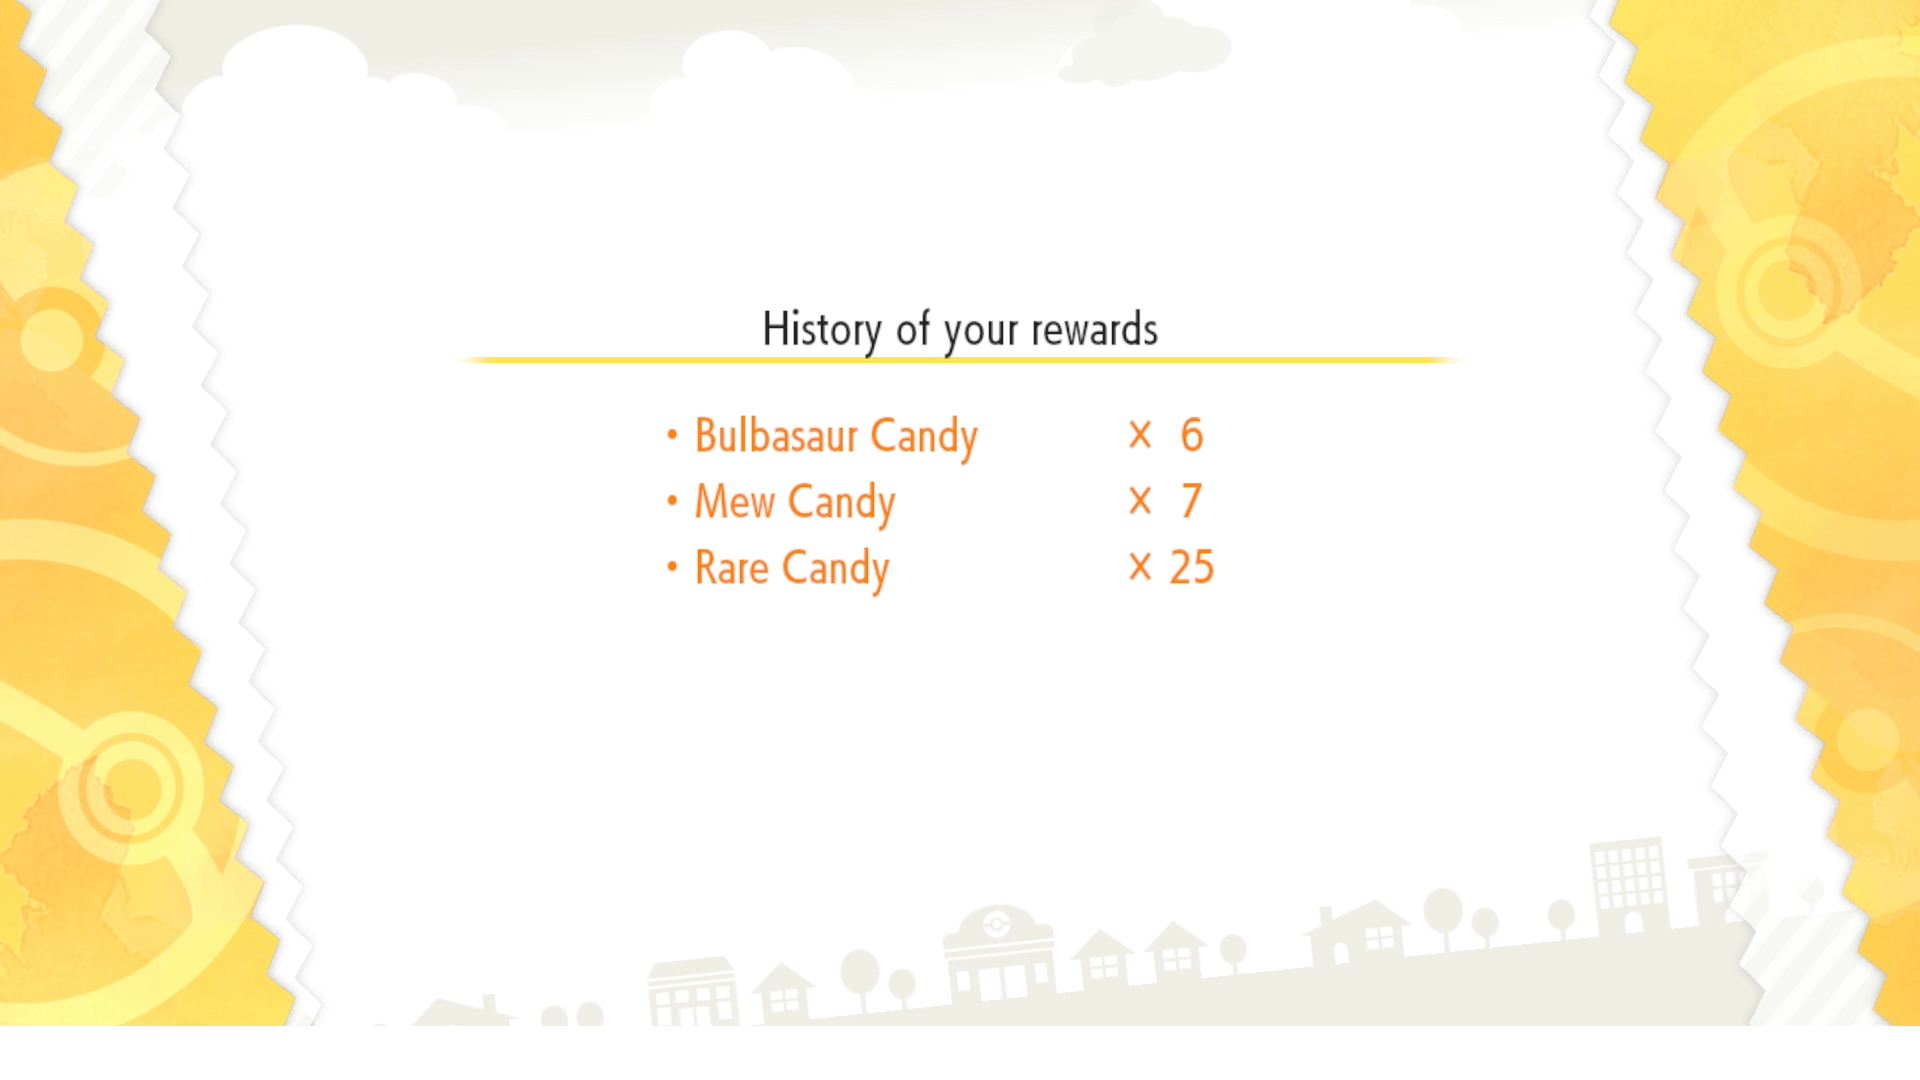 History of your rewards
• Bulbasaur Candy × 6
• Mew Candy × 7
• Rare Candy × 25